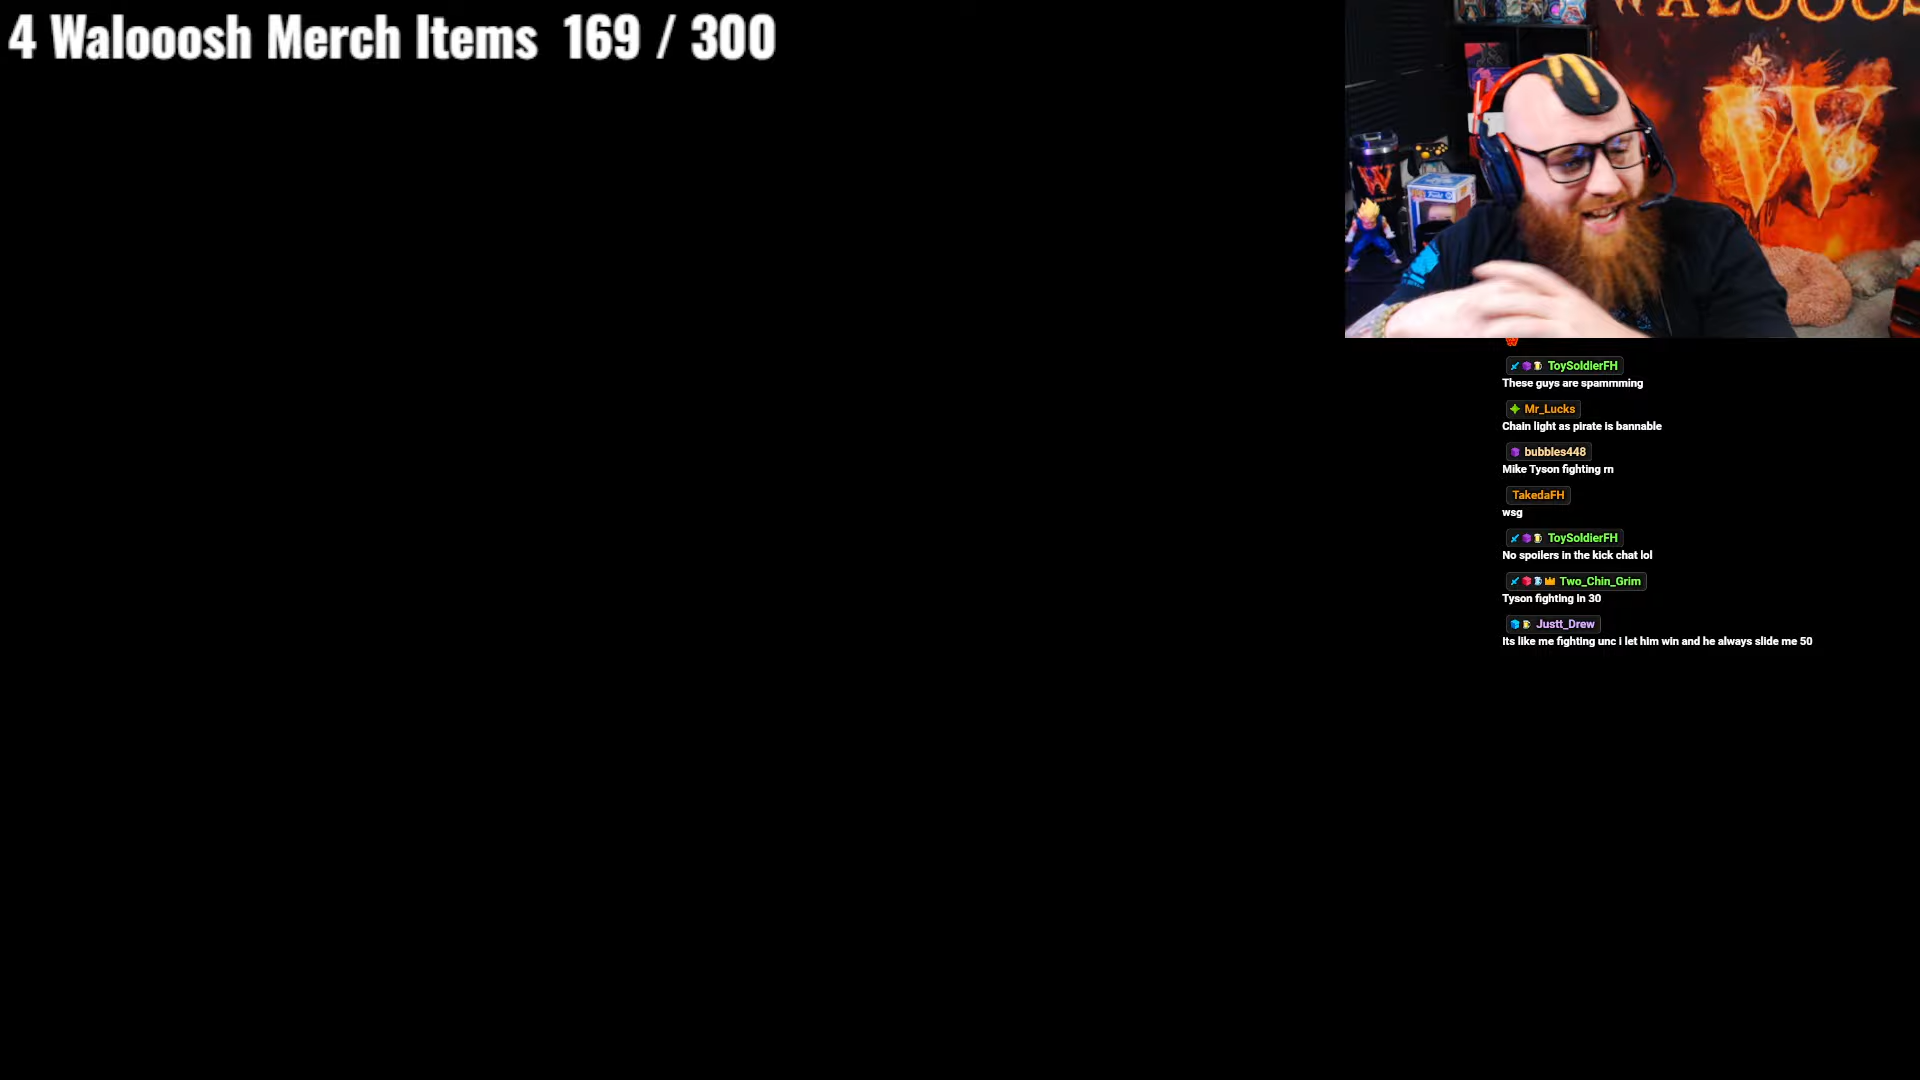 4 Walooosh Merch Items 169 / 300
WALOOOS
W
W
ToySoldierFH
These guys are spammming
Mr_Lucks
Chain light as pirate is bannable
bubbles448
Mike Tyson fighting rn
TakedaFH
wsg
ToySoldierFH
No spoilers in the kick chat lol
Two_Chin_Grim
Tyson fighting in 30
Justt_Drew
Its like me fighting unc i let him win and he always slide me 50